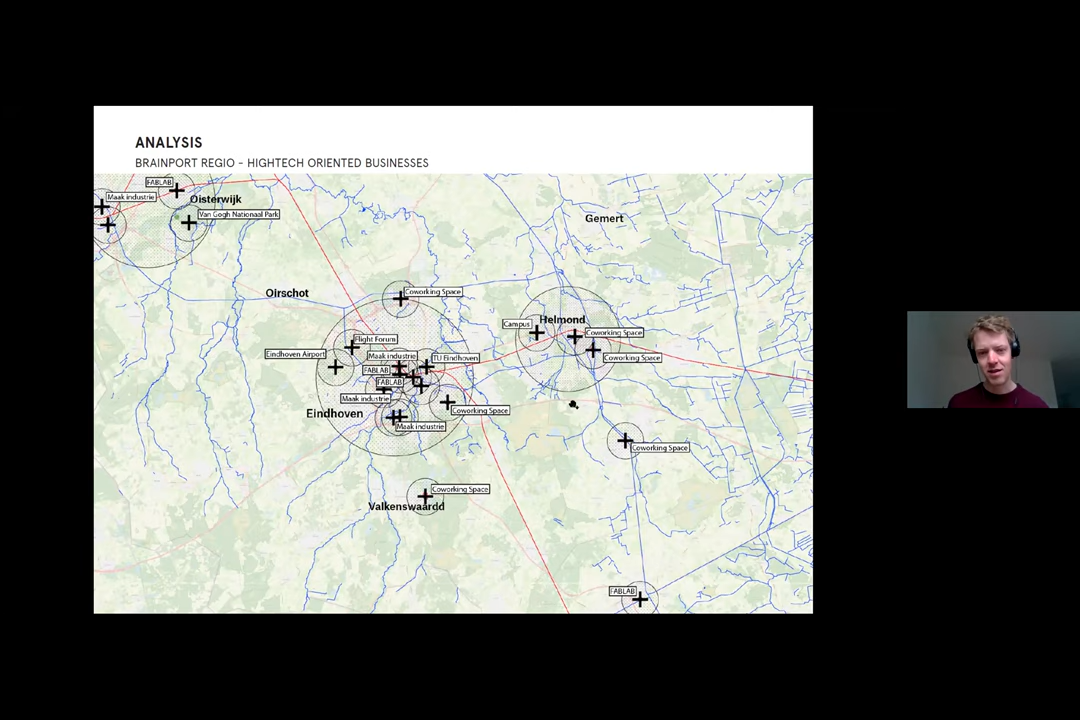 ANALYSIS
BRAINPORT REGIO - HIGHTECH ORIENTED BUSINESSES
FABLAB
Maak industrie
Oisterwijk
Van Gogh Nationaal Park
Gemert
Oirschot
Coworking Space
Helmond
Campus
Coworking Space
Flight Forum
Eindhoven Airport
Maak industrie
TU Eindhoven
Coworking Space
FABLAB
FABLAB
Maak industrie
Eindhoven
Coworking Space
Maak industrie
Coworking Space
Coworking Space
Valkenswaardd
FABLAB